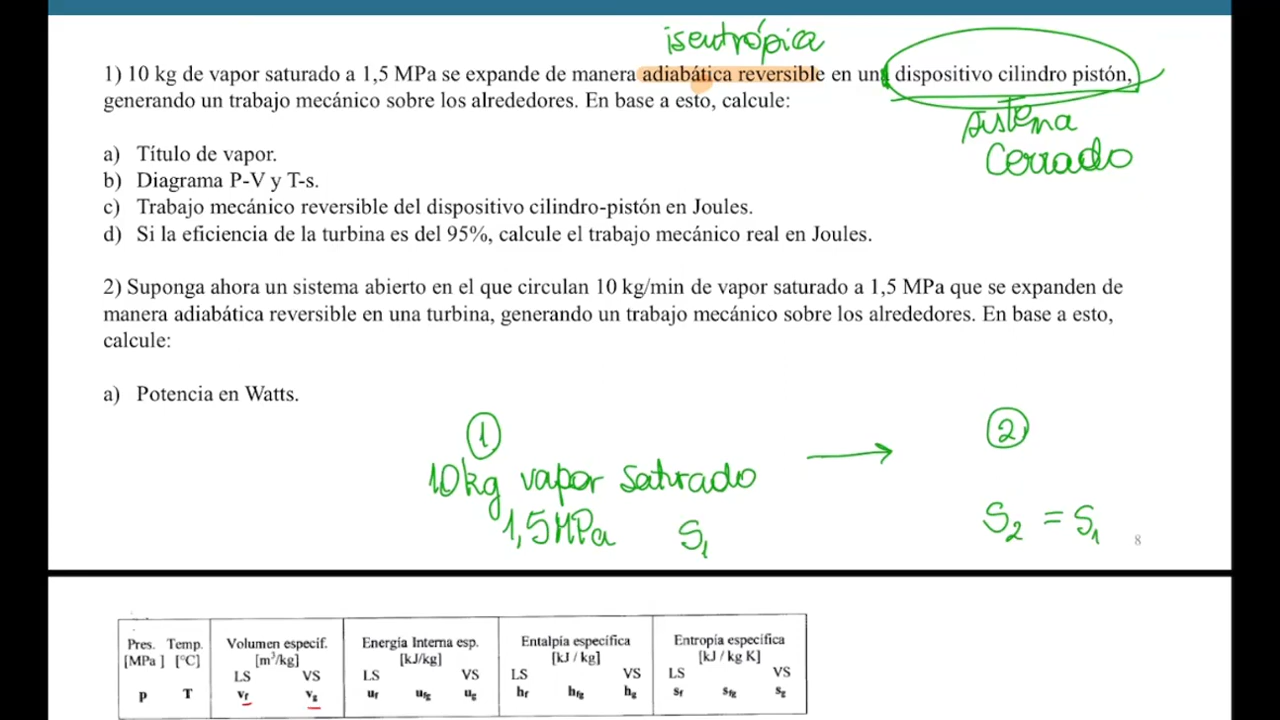 isentrópica
1) 10 kg de vapor saturado a 1,5 MPa se expande de manera adiabática reversible en una dispositivo cilindro pistón,
generando un trabajo mecánico sobre los alrededores. En base a esto, calcule:
sistema
cerrado
a) Título de vapor.
b) Diagrama P-V y T-s.
c) Trabajo mecánico reversible del dispositivo cilindro-pistón en Joules.
d) Si la eficiencia de la turbina es del 95%, calcule el trabajo mecánico real en Joules.
2) Suponga ahora un sistema abierto en el que circulan 10 kg/min de vapor saturado a 1,5 MPa que se expanden de
manera adiabática reversible en una turbina, generando un trabajo mecánico sobre los alrededores. En base a esto,
calcule:
a) Potencia en Watts.
1 → 2
10kg vapor saturado
1,5MPa S₁ S₂ = S₁
8
Pres. Temp. Volumen específ. Energía Interna esp. Entalpía específica Entropía específica
[MPa ] [°C] [m³/kg] [kJ/kg] [kJ / kg] [kJ / kg K]
LS VS LS VS LS VS LS VS
p T vf vg uf ufg ug hf hfg hg sf sfg sg